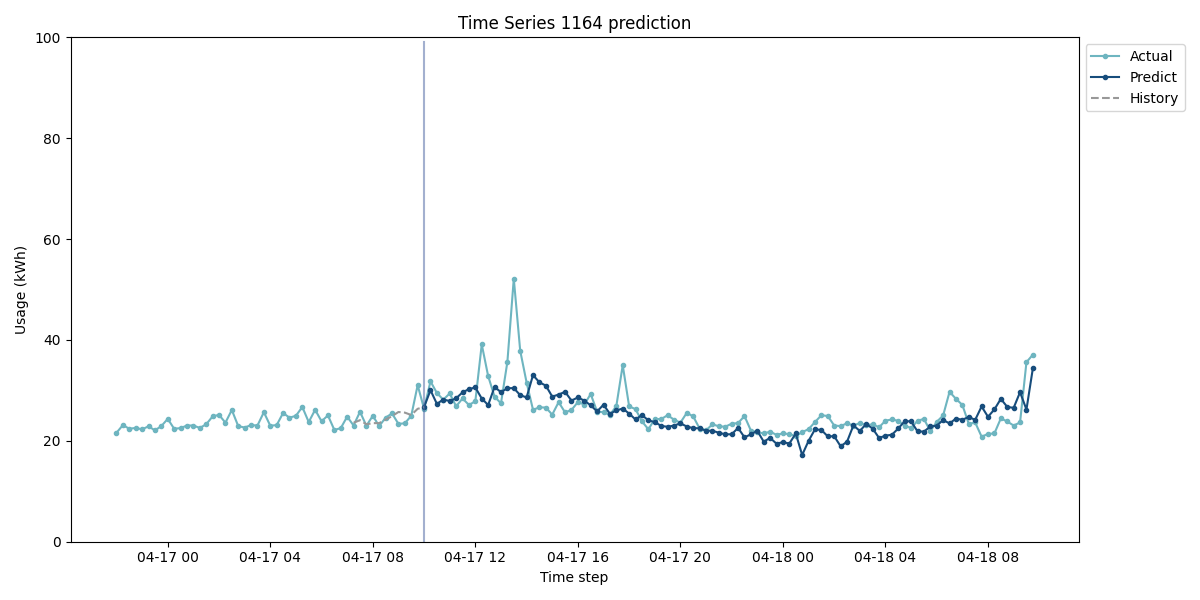 Time Series 1164 prediction
100
80
60
40
20
0
Usage (kWh)
04-17 00
04-17 04
04-17 08
04-17 12
04-17 16
04-17 20
04-18 00
04-18 04
04-18 08
Time step
Actual
Predict
History